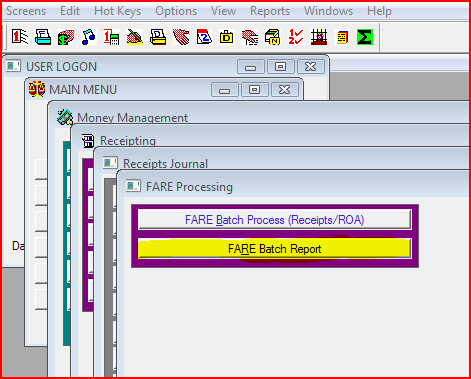 Screens Edit Hot Keys Options View Reports Windows Help
USER LOGON
MAIN MENU
Money Management
Receipting
Receipts Journal
FARE Processing
FARE Batch Process (Receipts/ROA)
FARE Batch Report
Da